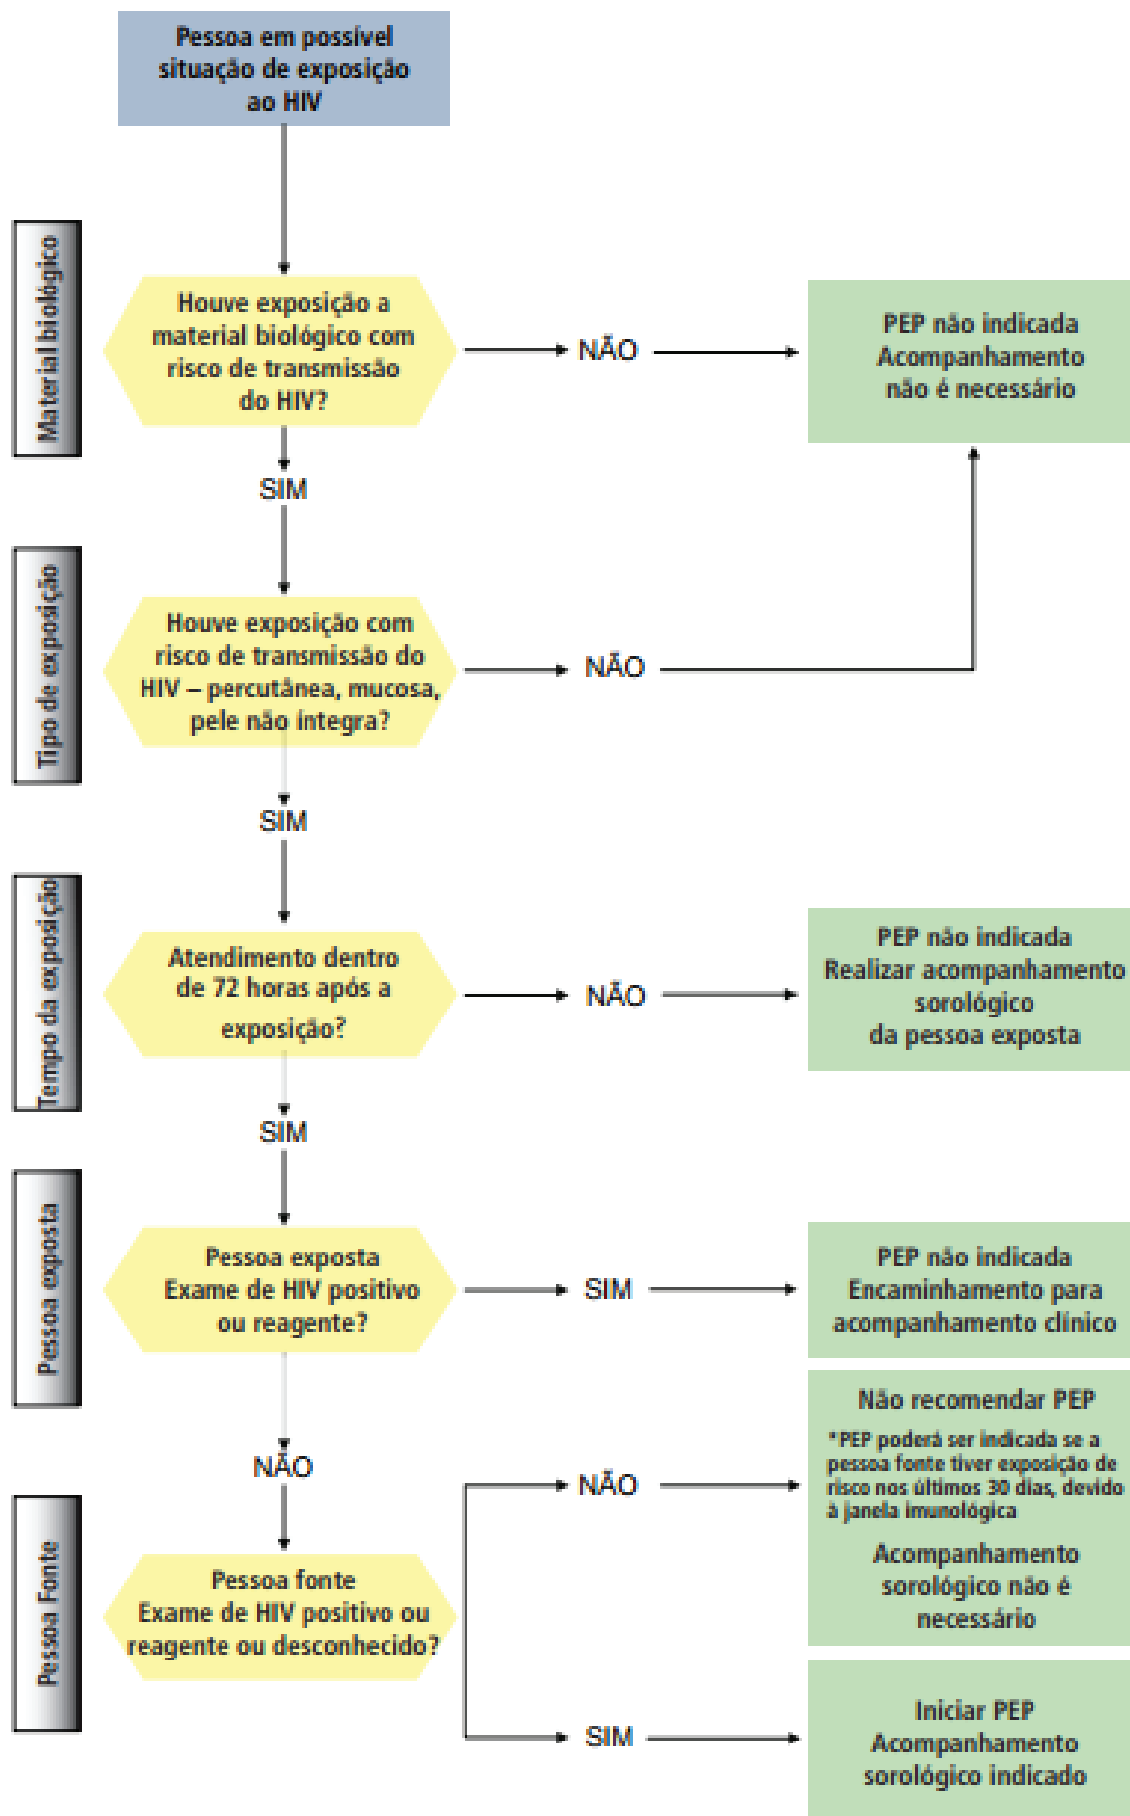 Pessoa em possível
situação de exposição
ao HIV
Material biológico
Houve exposição a
material biológico com
risco de transmissão
do HIV?
NÃO
PEP não indicada
Acompanhamento
não é necessário
SIM
Tipo de exposição
Houve exposição com
risco de transmissão do
HIV – percutânea, mucosa,
pele não íntegra?
NÃO
SIM
Tempo da exposição
Atendimento dentro
de 72 horas após a
exposição?
NÃO
PEP não indicada
Realizar acompanhamento
sorológico
da pessoa exposta
SIM
Pessoa exposta
Pessoa exposta
Exame de HIV positivo
ou reagente?
SIM
PEP não indicada
Encaminhamento para
acompanhamento clínico
NÃO
Pessoa Fonte
Pessoa fonte
Exame de HIV positivo ou
reagente ou desconhecido?
NÃO
Não recomendar PEP
*PEP poderá ser indicada se a
pessoa fonte tiver exposição de
risco nos últimos 30 dias, devido
à janela imunológica
Acompanhamento
sorológico não é
necessário
SIM
Iniciar PEP
Acompanhamento
sorológico indicado